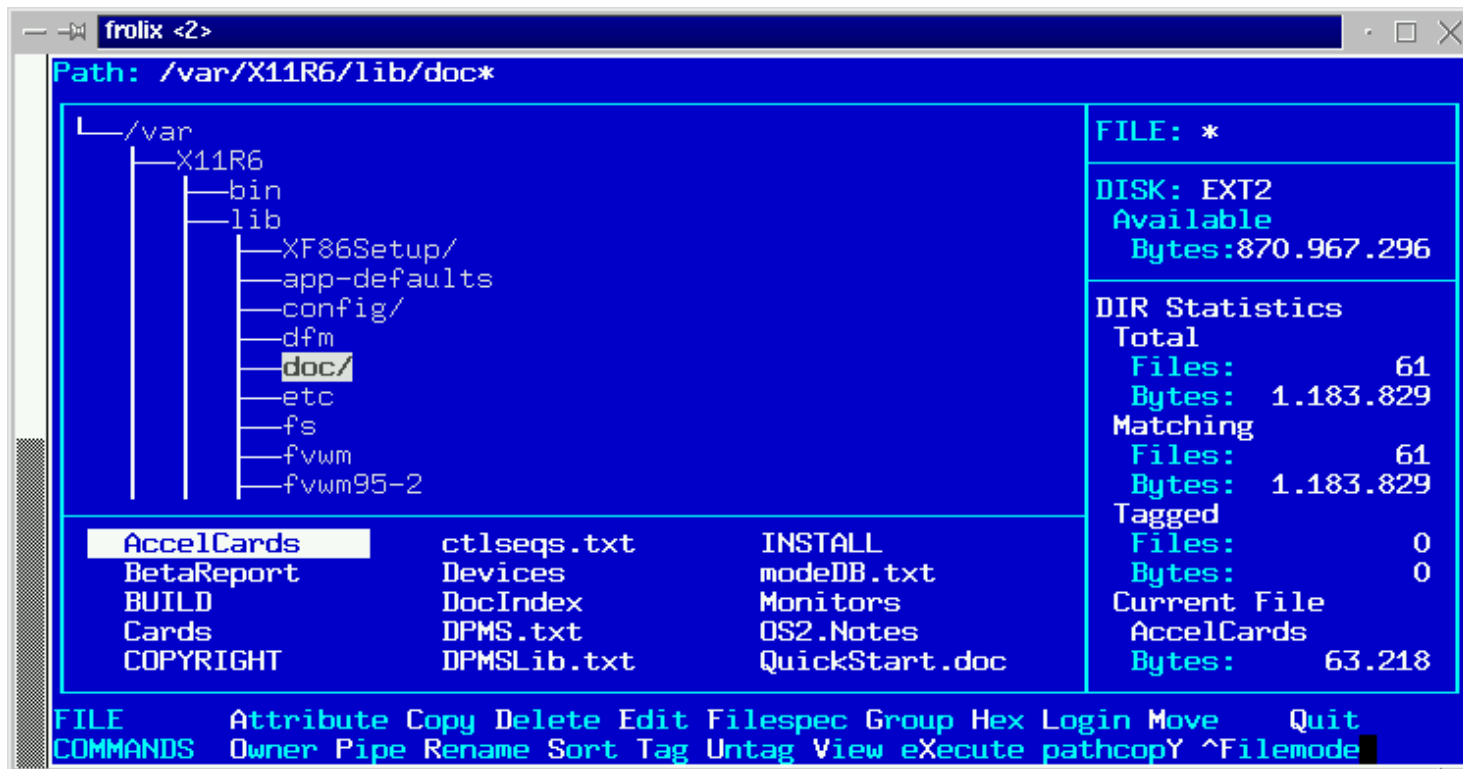 frolix <2>
Path: /var/X11R6/lib/doc*
/var
X11R6
bin
lib
XF86Setup/
app-defaults
config/
dfm
doc/
etc
fs
fvwm
fvwm95-2
FILE: *
DISK: EXT2
Available
Bytes:870.967.296
DIR Statistics
Total
Files: 61
Bytes: 1.183.829
Matching
Files: 61
Bytes: 1.183.829
Tagged
Files: 0
Bytes: 0
Current File
AccelCards
Bytes: 63.218
AccelCards ctlseqs.txt INSTALL
BetaReport Devices modeDB.txt
BUILD DocIndex Monitors
Cards DPMS.txt OS2.Notes
COPYRIGHT DPMSLib.txt QuickStart.doc
FILE Attribute Copy Delete Edit Filespec Group Hex Login Move Quit
COMMANDS Owner Pipe Rename Sort Tag Untag View eXecute pathcopY ^Filemode